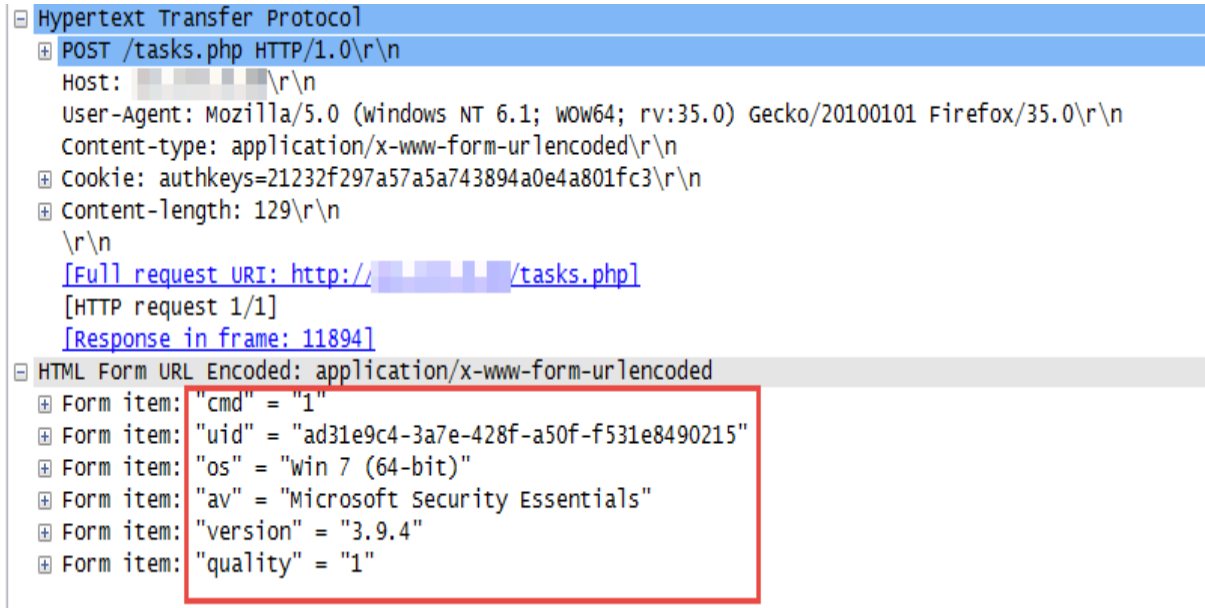 Hypertext Transfer Protocol
POST /tasks.php HTTP/1.0\r\n
Host: \r\n
User-Agent: Mozilla/5.0 (Windows NT 6.1; WOW64; rv:35.0) Gecko/20100101 Firefox/35.0\r\n
Content-type: application/x-www-form-urlencoded\r\n
Cookie: authkeys=21232f297a57a5a743894a0e4a801fc3\r\n
Content-length: 129\r\n
\r\n
[Full request URI: http:///tasks.php]
[HTTP request 1/1]
[Response in frame: 11894]
HTML Form URL Encoded: application/x-www-form-urlencoded
Form item: "cmd" = "1"
Form item: "uid" = "ad31e9c4-3a7e-428f-a50f-f531e8490215"
Form item: "os" = "Win 7 (64-bit)"
Form item: "av" = "Microsoft Security Essentials"
Form item: "version" = "3.9.4"
Form item: "quality" = "1"